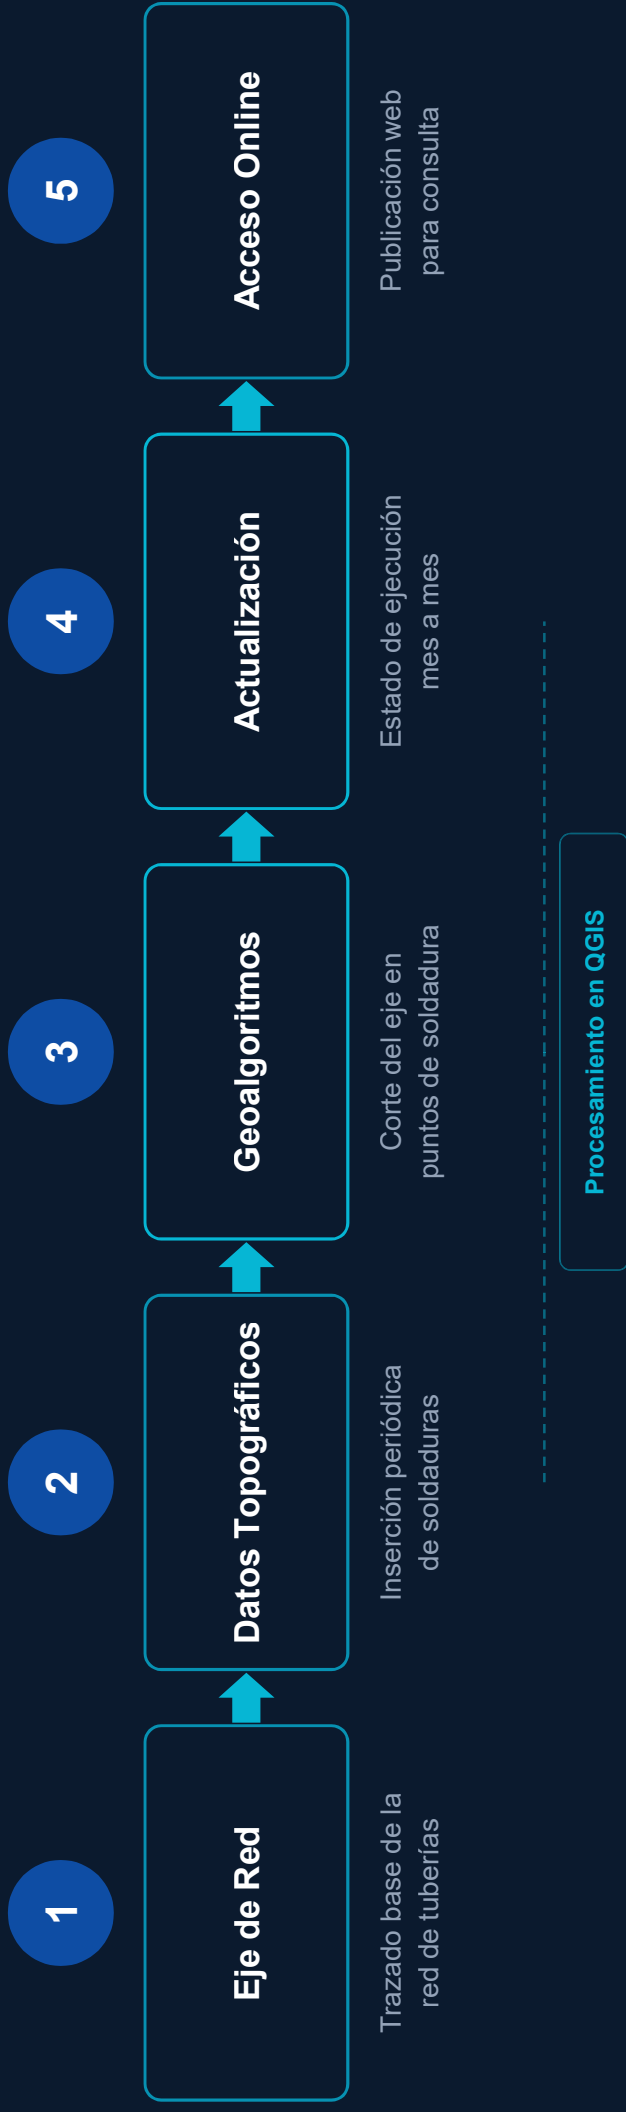 1
Eje de Red
Trazado base de la
red de tuberías
2
Datos Topográficos
Inserción periódica
de soldaduras
3
Geoalgoritmos
Corte del eje en
puntos de soldadura
4
Actualización
Estado de ejecución
mes a mes
5
Acceso Online
Publicación web
para consulta
Procesamiento en QGIS